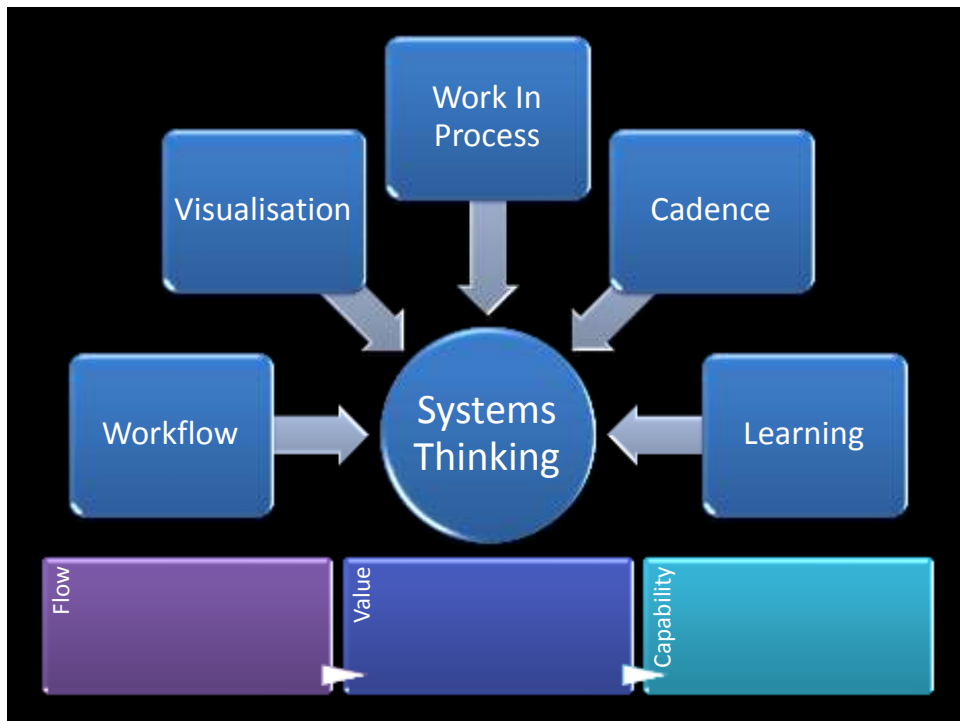 Work In
Process
Visualisation
Cadence
Workflow
Systems
Thinking
Learning
Flow
Value
Capability